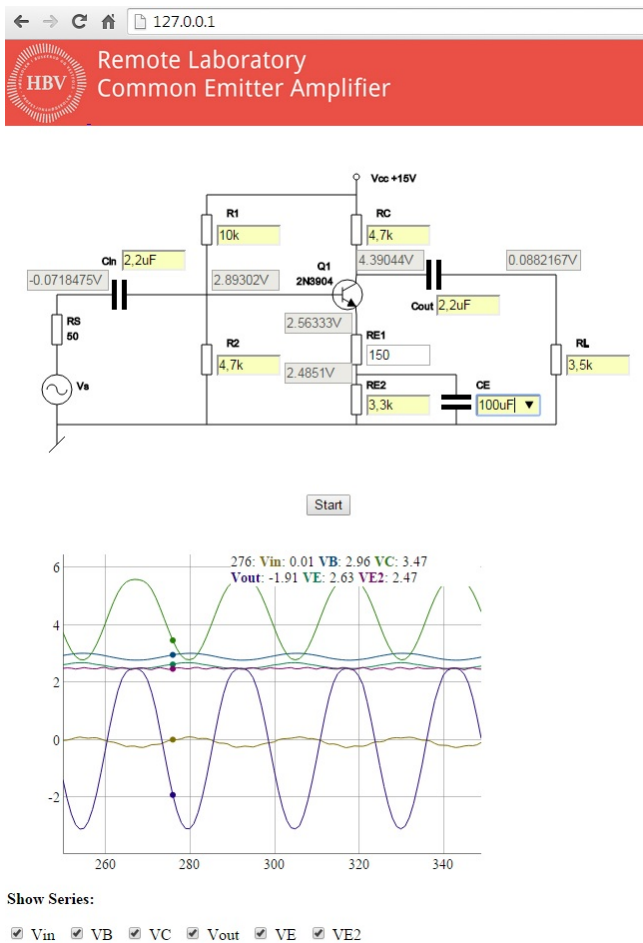 127.0.0.1
HBV
Remote Laboratory
Common Emitter Amplifier
Vcc +15V
R1
10k
RC
4,7k
Cin 2,2uF
-0.0718475V
2.89302V
Q1
2N3904
4.39044V
0.0882167V
Cout 2,2uF
RS
50
2.56333V
RE1
150
R2
4,7k
RL
3,5k
2.4851V
Vs
RE2
3,3k
CE
100uF
Start
276: Vin: 0.01 VB: 2.96 VC: 3.47
Vout: -1.91 VE: 2.63 VE2: 2.47
6
4
2
0
-2
260 280 300 320 340
Show Series:
Vin VB VC Vout VE VE2